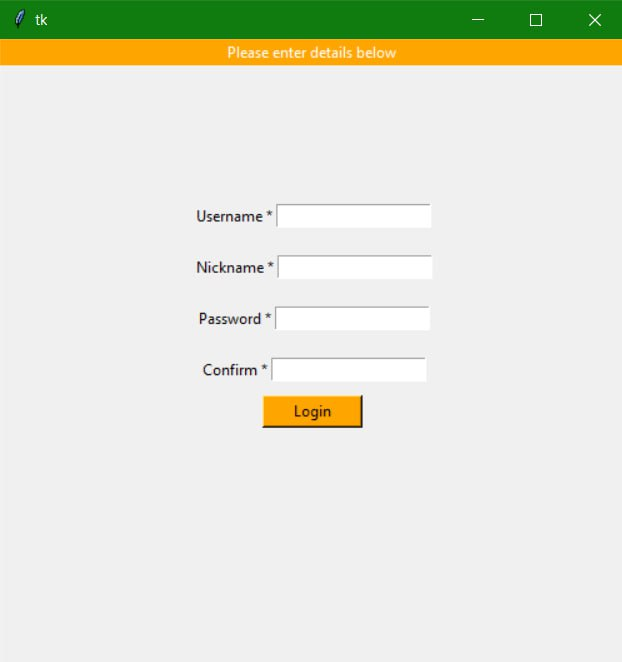 tk
Please enter details below
Username *
Nickname *
Password *
Confirm *
Login